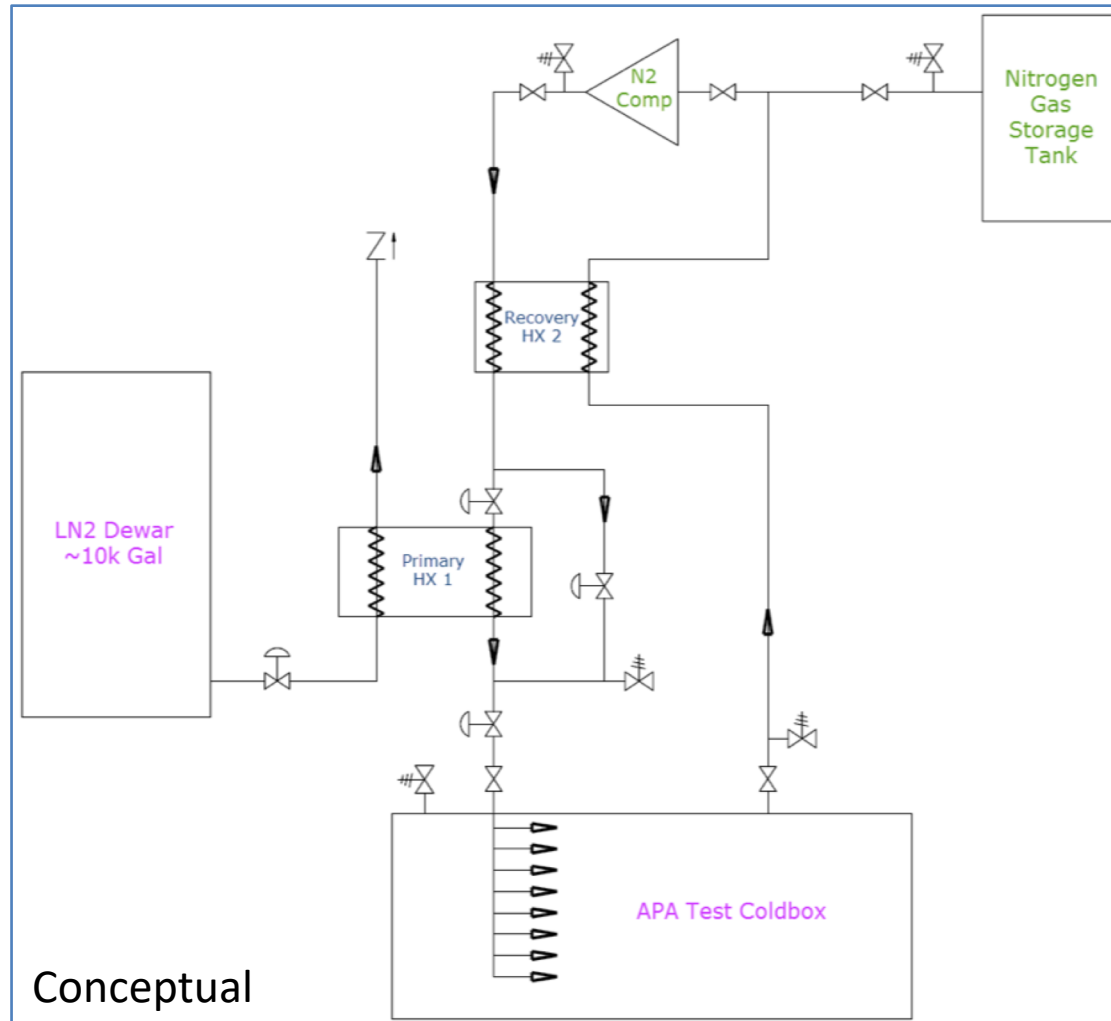 N2
Comp
Nitrogen
Gas
Storage
Tank
Recovery
HX 2
LN2 Dewar
~10k Gal
Primary
HX 1
APA Test Coldbox
Conceptual